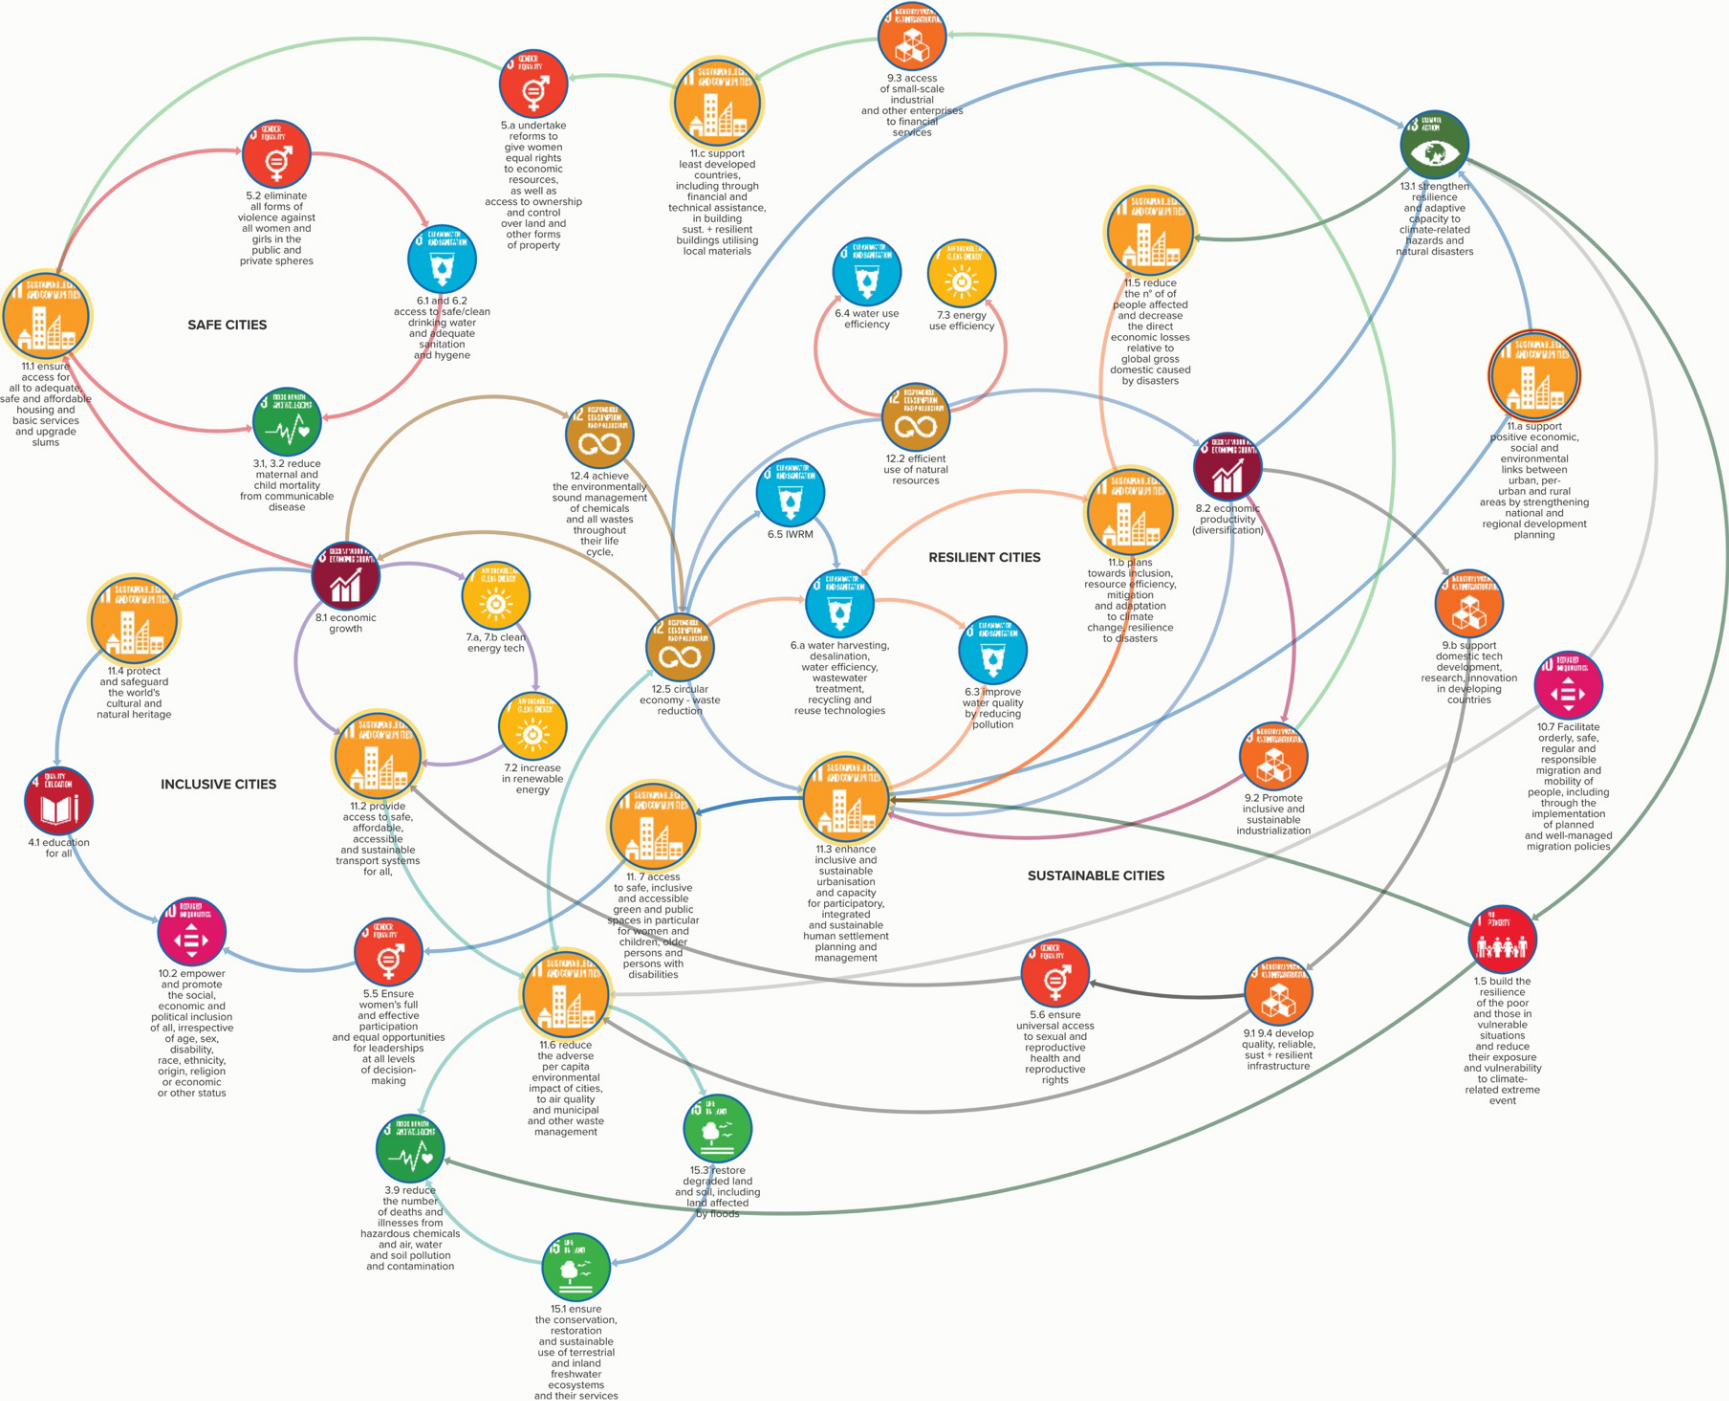 9.3 access
of small-scale
industrial
and other enterprises
to financial
services
5.a undertake
reforms to
give women
equal rights
to economic
resources,
as well as
access to ownership
and control
over land and
other forms
of property
11.c support
least developed
countries,
including through
financial and
technical assistance,
in building
sust. + resilient
buildings utilising
local materials
5.2 eliminate
all forms of
violence against
all women and
girls in the
public and
private spheres
13.1 strengthen
resilience
and adaptive
capacity to
climate-related
hazards and
natural disasters
6.1 and 6.2
access to safe/clean
drinking water
and adequate
sanitation
and hygene
SAFE CITIES
6.4 water use
efficiency
7.3 energy
use efficiency
11.5 reduce
the n° of of
people affected
and decrease
the direct
economic losses
relative to
global gross
domestic caused
by disasters
11.1 ensure
access for
all to adequate,
safe and affordable
housing and
basic services
and upgrade
slums
3.1, 3.2 reduce
maternal and
child mortality
from communicable
disease
12.4 achieve
the environmentally
sound management
of chemicals
and all wastes
throughout
their life
cycle,
12.2 efficient
use of natural
resources
11.a support
positive economic,
social and
environmental
links between
urban, per-
urban and rural
areas by strengthening
national and
regional development
planning
8.2 economic
productivity
(diversification)
6.5 IWRM
RESILIENT CITIES
11.b plans
towards inclusion,
resource efficiency,
mitigation
and adaptation
to climate
change, resilience
to disasters
8.1 economic
growth
7.a, 7.b clean
energy tech
6.a water harvesting,
desalination,
water efficiency,
wastewater
treatment,
recycling and
reuse technologies
9.b support
domestic tech
development,
research, innovation
in developing
countries
11.4 protect
and safeguard
the world's
cultural and
natural heritage
12.5 circular
economy - waste
reduction
6.3 improve
water quality
by reducing
pollution
10.7 Facilitate
orderly, safe,
regular and
responsible
migration and
mobility of
people, including
through the
implementation
of planned
and well-managed
migration policies
7.2 increase
in renewable
energy
INCLUSIVE CITIES
11.2 provide
access to safe,
affordable,
accessible
and sustainable
transport systems
for all,
9.2 Promote
inclusive and
sustainable
industrialization
4.1 education
for all
11.3 enhance
inclusive and
sustainable
urbanisation
and capacity
for participatory,
integrated
and sustainable
human settlement
planning and
management
11. 7 access
to safe, inclusive
and accessible
green and public
spaces in particular
for women and
children, older
persons and
persons with
disabilities
SUSTAINABLE CITIES
10.2 empower
and promote
the social,
economic and
political inclusion
of all, irrespective
of age, sex,
disability,
race, ethnicity,
origin, religion
or economic
or other status
5.5 Ensure
women's full
and effective
participation
and equal opportunities
for leaderships
at all levels
of decision-
making
1.5 build the
resilience
of the poor
and those in
vulnerable
situations
and reduce
their exposure
and vulnerability
to climate-
related extreme
event
5.6 ensure
universal access
to sexual and
reproductive
health and
reproductive
rights
9.1 9.4 develop
quality, reliable,
sust + resilient
infrastructure
11.6 reduce
the adverse
per capita
environmental
impact of cities,
to air quality
and municipal
and other waste
management
15.3 restore
degraded land
and soil, including
land affected
by floods
3.9 reduce
the number
of deaths and
illnesses from
hazardous chemicals
and air, water
and soil pollution
and contamination
15.1 ensure
the conservation,
restoration
and sustainable
use of terrestrial
and inland
freshwater
ecosystems
and their services